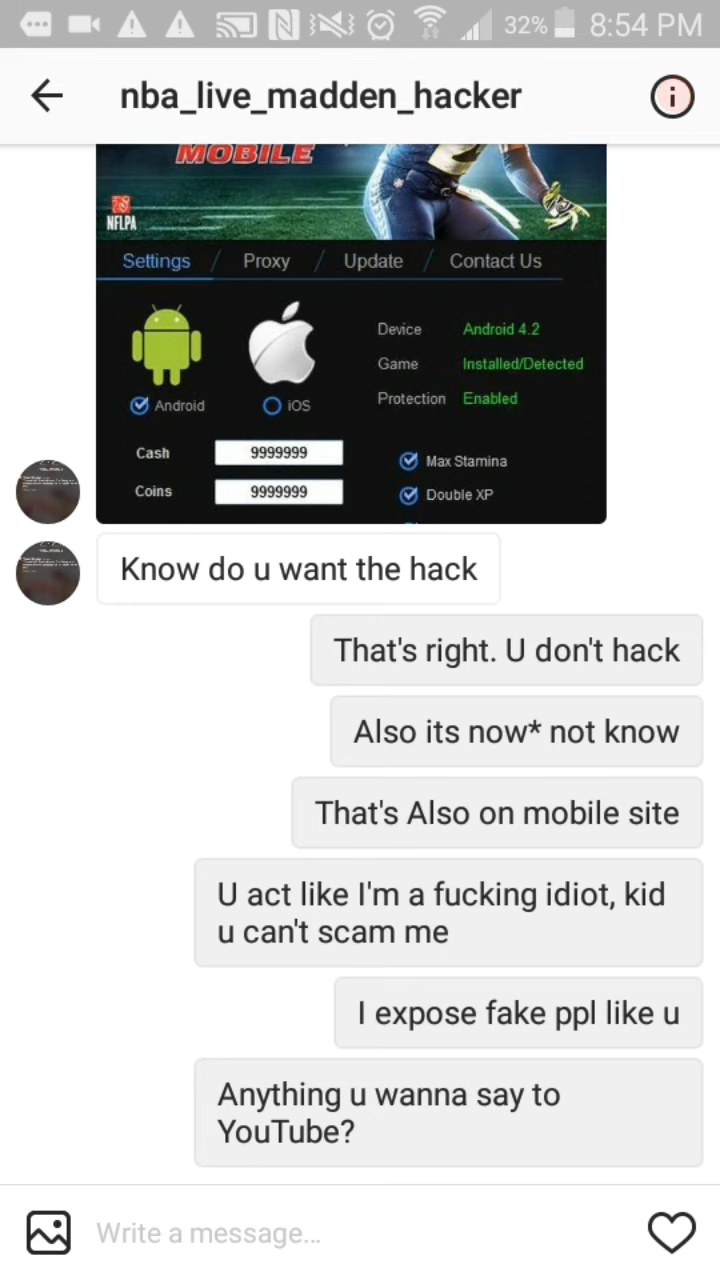 32% 8:54 PM
nba_live_madden_hacker
MOBILE
NFLPA
Settings / Proxy / Update / Contact Us
Device Android 4.2
Game Installed/Detected
Protection Enabled
Android iOS
Cash 9999999
Max Stamina
Coins 9999999
Double XP
Know do u want the hack
That's right. U don't hack
Also its now* not know
That's Also on mobile site
U act like I'm a fucking idiot, kid
u can't scam me
I expose fake ppl like u
Anything u wanna say to
YouTube?
Write a message...